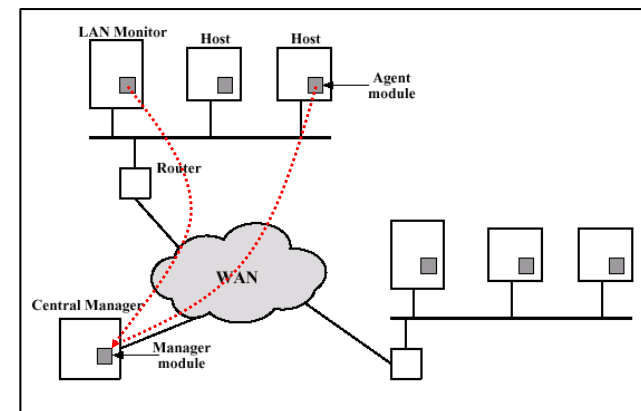 LAN Monitor
Host
Host
Agent
module
Router
WAN
Central Manager
Manager
module